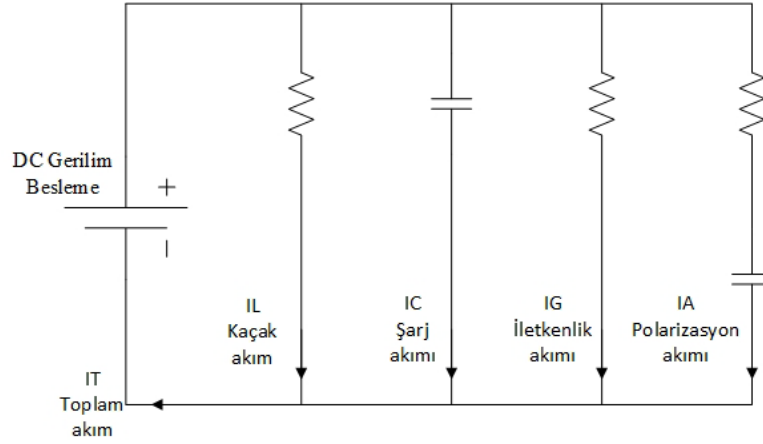 DC Gerilim
Besleme
+
IL
Kaçak
akım
IC
Şarj
akımı
IG
İletkenlik
akımı
IA
Polarizasyon
akımı
IT
Toplam
akım